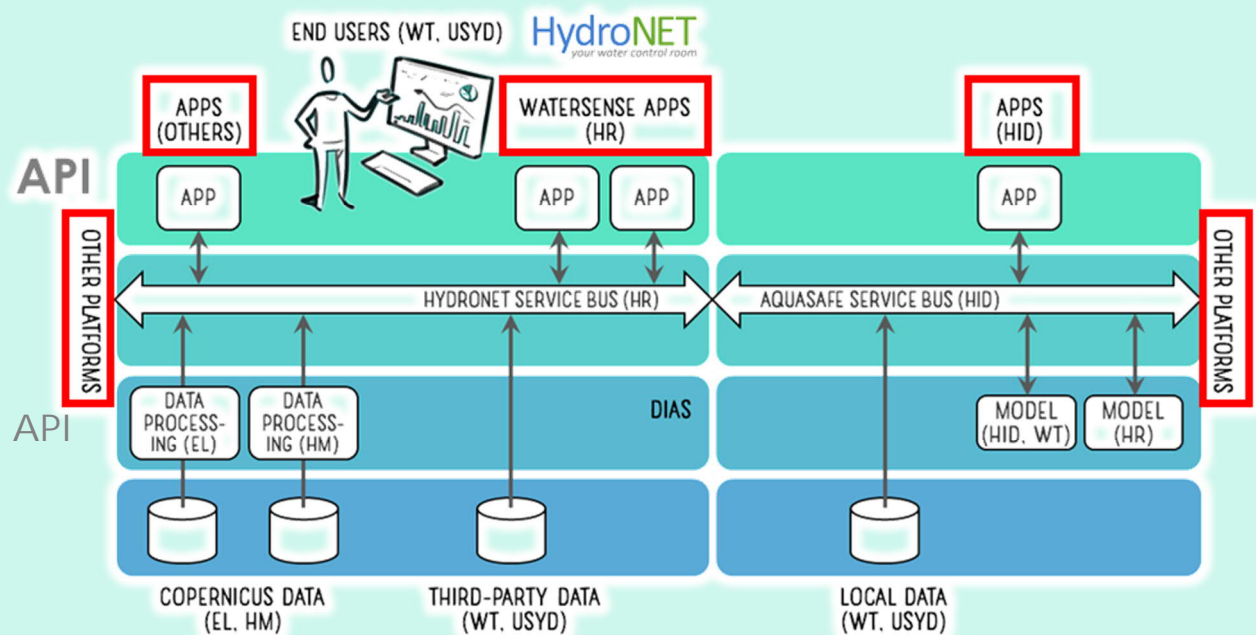 END USERS (WT, USYD)
HydroNET
your water control room
APPS
(OTHERS)
WATERSENSE APPS
(HR)
APPS
(HID)
API
APP
APP
APP
APP
OTHER PLATFORMS
HYDRONET SERVICE BUS (HR)
AQUASAFE SERVICE BUS (HID)
OTHER PLATFORMS
API
DATA
PROCESS-
ING (EL)
DATA
PROCESS-
ING (HM)
DIAS
MODEL
(HID, WT)
MODEL
(HR)
COPERNICUS DATA
(EL, HM)
THIRD-PARTY DATA
(WT, USYD)
LOCAL DATA
(WT, USYD)